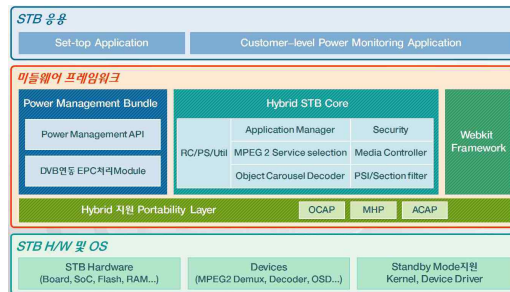 STB 응용
Set-top Application
Customer-level Power Monitoring Application
미들웨어 프레임워크
Power Management Bundle
Power Management API
DVB연동 EPC처리Module
Hybrid STB Core
RC/PS/Util
Application Manager
Security
MPEG 2 Service selection
Media Controller
Object Carousel Decoder
PSI/Section filter
Webkit
Framework
Hybrid 지원 Portability Layer
OCAP
MHP
ACAP
STB H/W 및 OS
STB Hardware
(Board, SoC, Flash, RAM...)
Devices
(MPEG2 Demux, Decoder, OSD...)
Standby Mode지원
Kernel, Device Driver